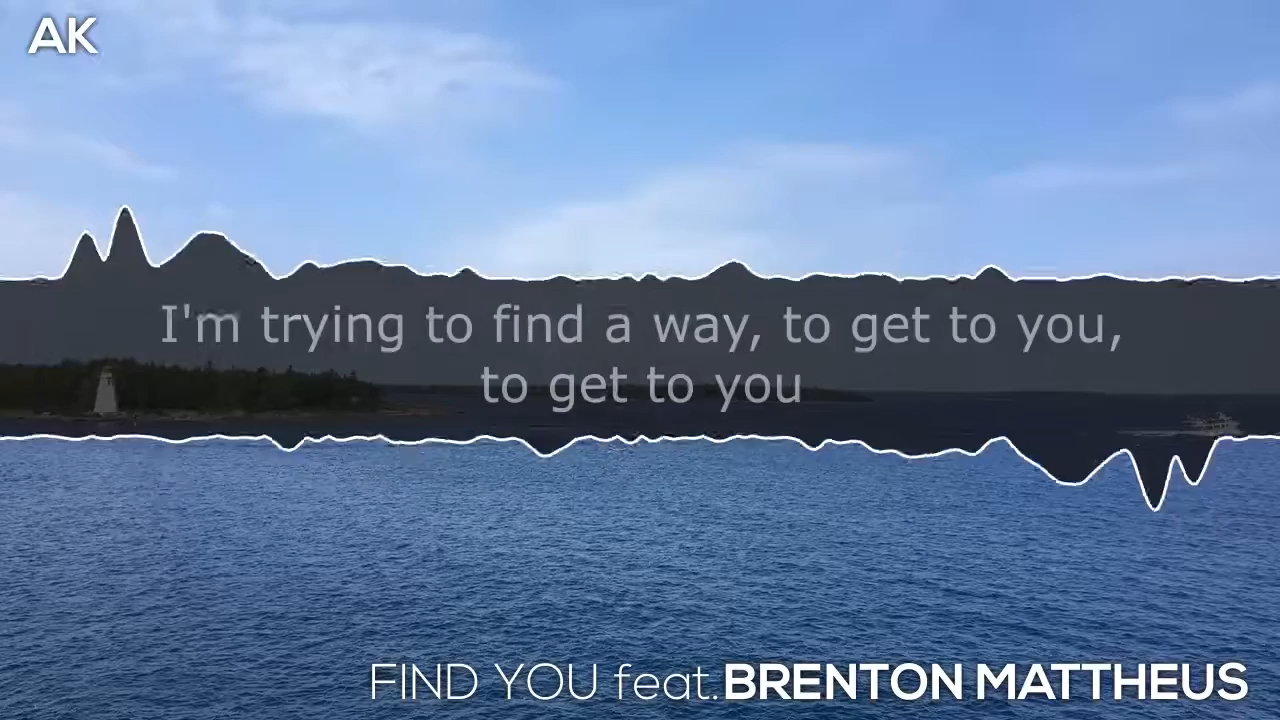 AK
I'm trying to find a way, to get to you,
to get to you
FIND YOU feat.BRENTON MATTHEUS